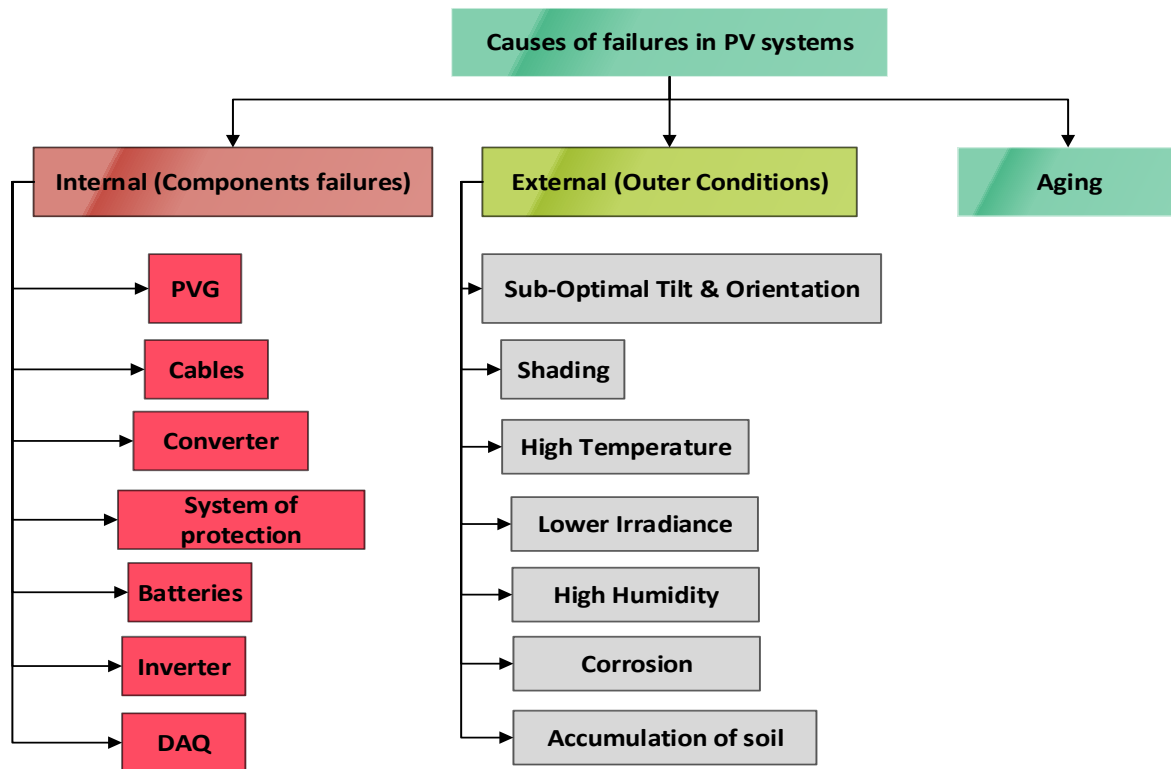 Causes of failures in PV systems
Internal (Components failures)
External (Outer Conditions)
Aging
PVG
Cables
Converter
System of
protection
Batteries
Inverter
DAQ
Sub-Optimal Tilt & Orientation
Shading
High Temperature
Lower Irradiance
High Humidity
Corrosion
Accumulation of soil